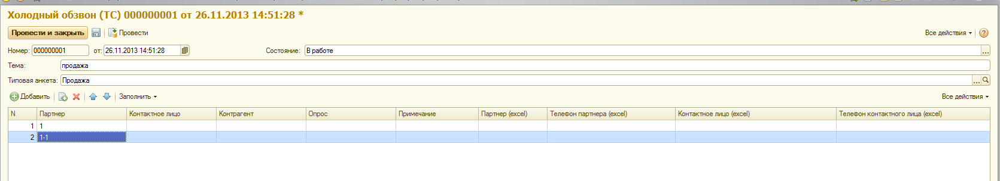 Холодный обзвон (ТС) 000000001 от 26.11.2013 14:51:28 *
Провести и закрыть Провести Все действия ?
Номер: 000000001 от: 26.11.2013 14:51:28 Состояние: В работе ...
Тема: продажа
Типовая анкета: Продажа ...
Добавить Заполнить Все действия
N Партнер Контактное лицо Контрагент Опрос Примечание Партнер (excel) Телефон партнера (excel) Контактное лицо (excel) Телефон контактного лица (excel)
1 1
2 1-1